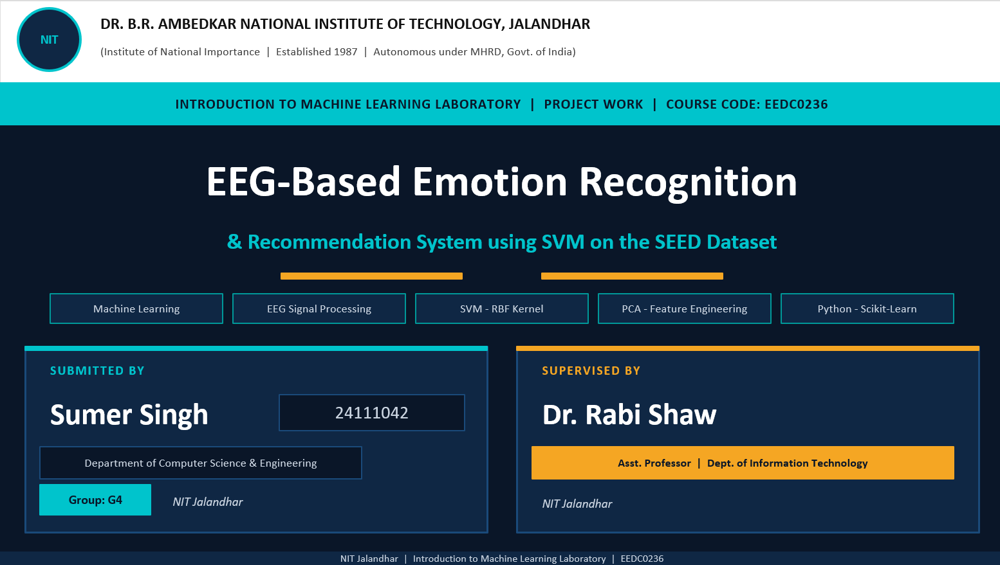 NIT
DR. B.R. AMBEDKAR NATIONAL INSTITUTE OF TECHNOLOGY, JALANDHAR
(Institute of National Importance | Established 1987 | Autonomous under MHRD, Govt. of India)
INTRODUCTION TO MACHINE LEARNING LABORATORY | PROJECT WORK | COURSE CODE: EEDC0236
EEG-Based Emotion Recognition
& Recommendation System using SVM on the SEED Dataset
Machine Learning
EEG Signal Processing
SVM - RBF Kernel
PCA - Feature Engineering
Python - Scikit-Learn
SUBMITTED BY
Sumer Singh
24111042
Department of Computer Science & Engineering
Group: G4
NIT Jalandhar
SUPERVISED BY
Dr. Rabi Shaw
Asst. Professor | Dept. of Information Technology
NIT Jalandhar
NIT Jalandhar | Introduction to Machine Learning Laboratory | EEDC0236